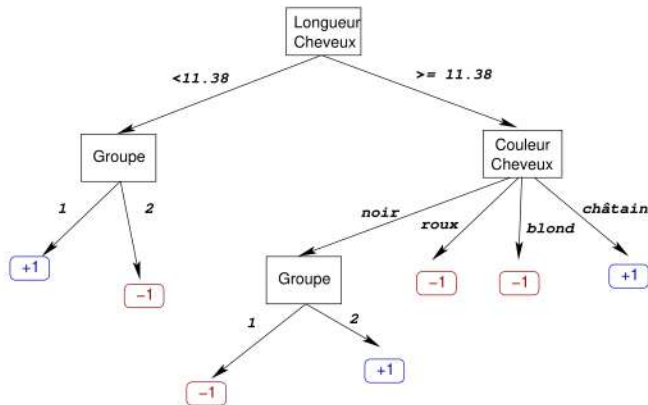 Longueur
Cheveux
<11.38
>= 11.38
Groupe
Couleur
Cheveux
1
2
noir
roux
blond
châtain
+1
−1
Groupe
−1
−1
+1
1
2
−1
+1